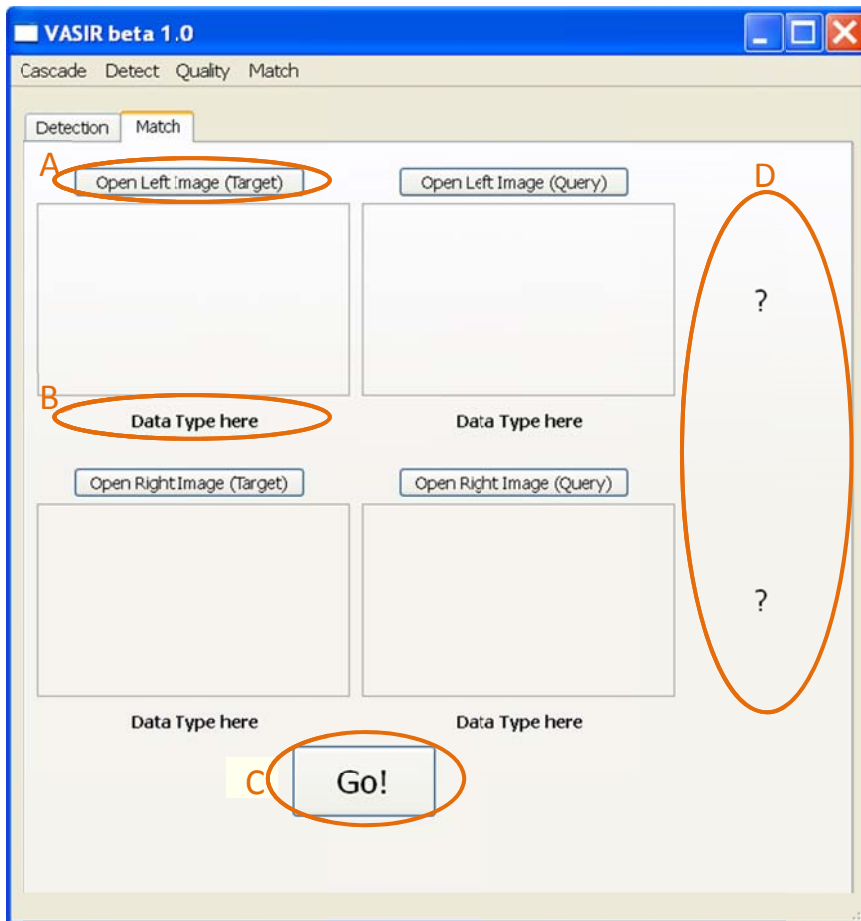 VASIR beta 1.0
Cascade Detect Quality Match
Detection Match
A
Open Left Image (Target) Open Left Image (Query)
D
?
B
Data Type here Data Type here
Open Right Image (Target) Open Right Image (Query)
?
Data Type here Data Type here
C Go!